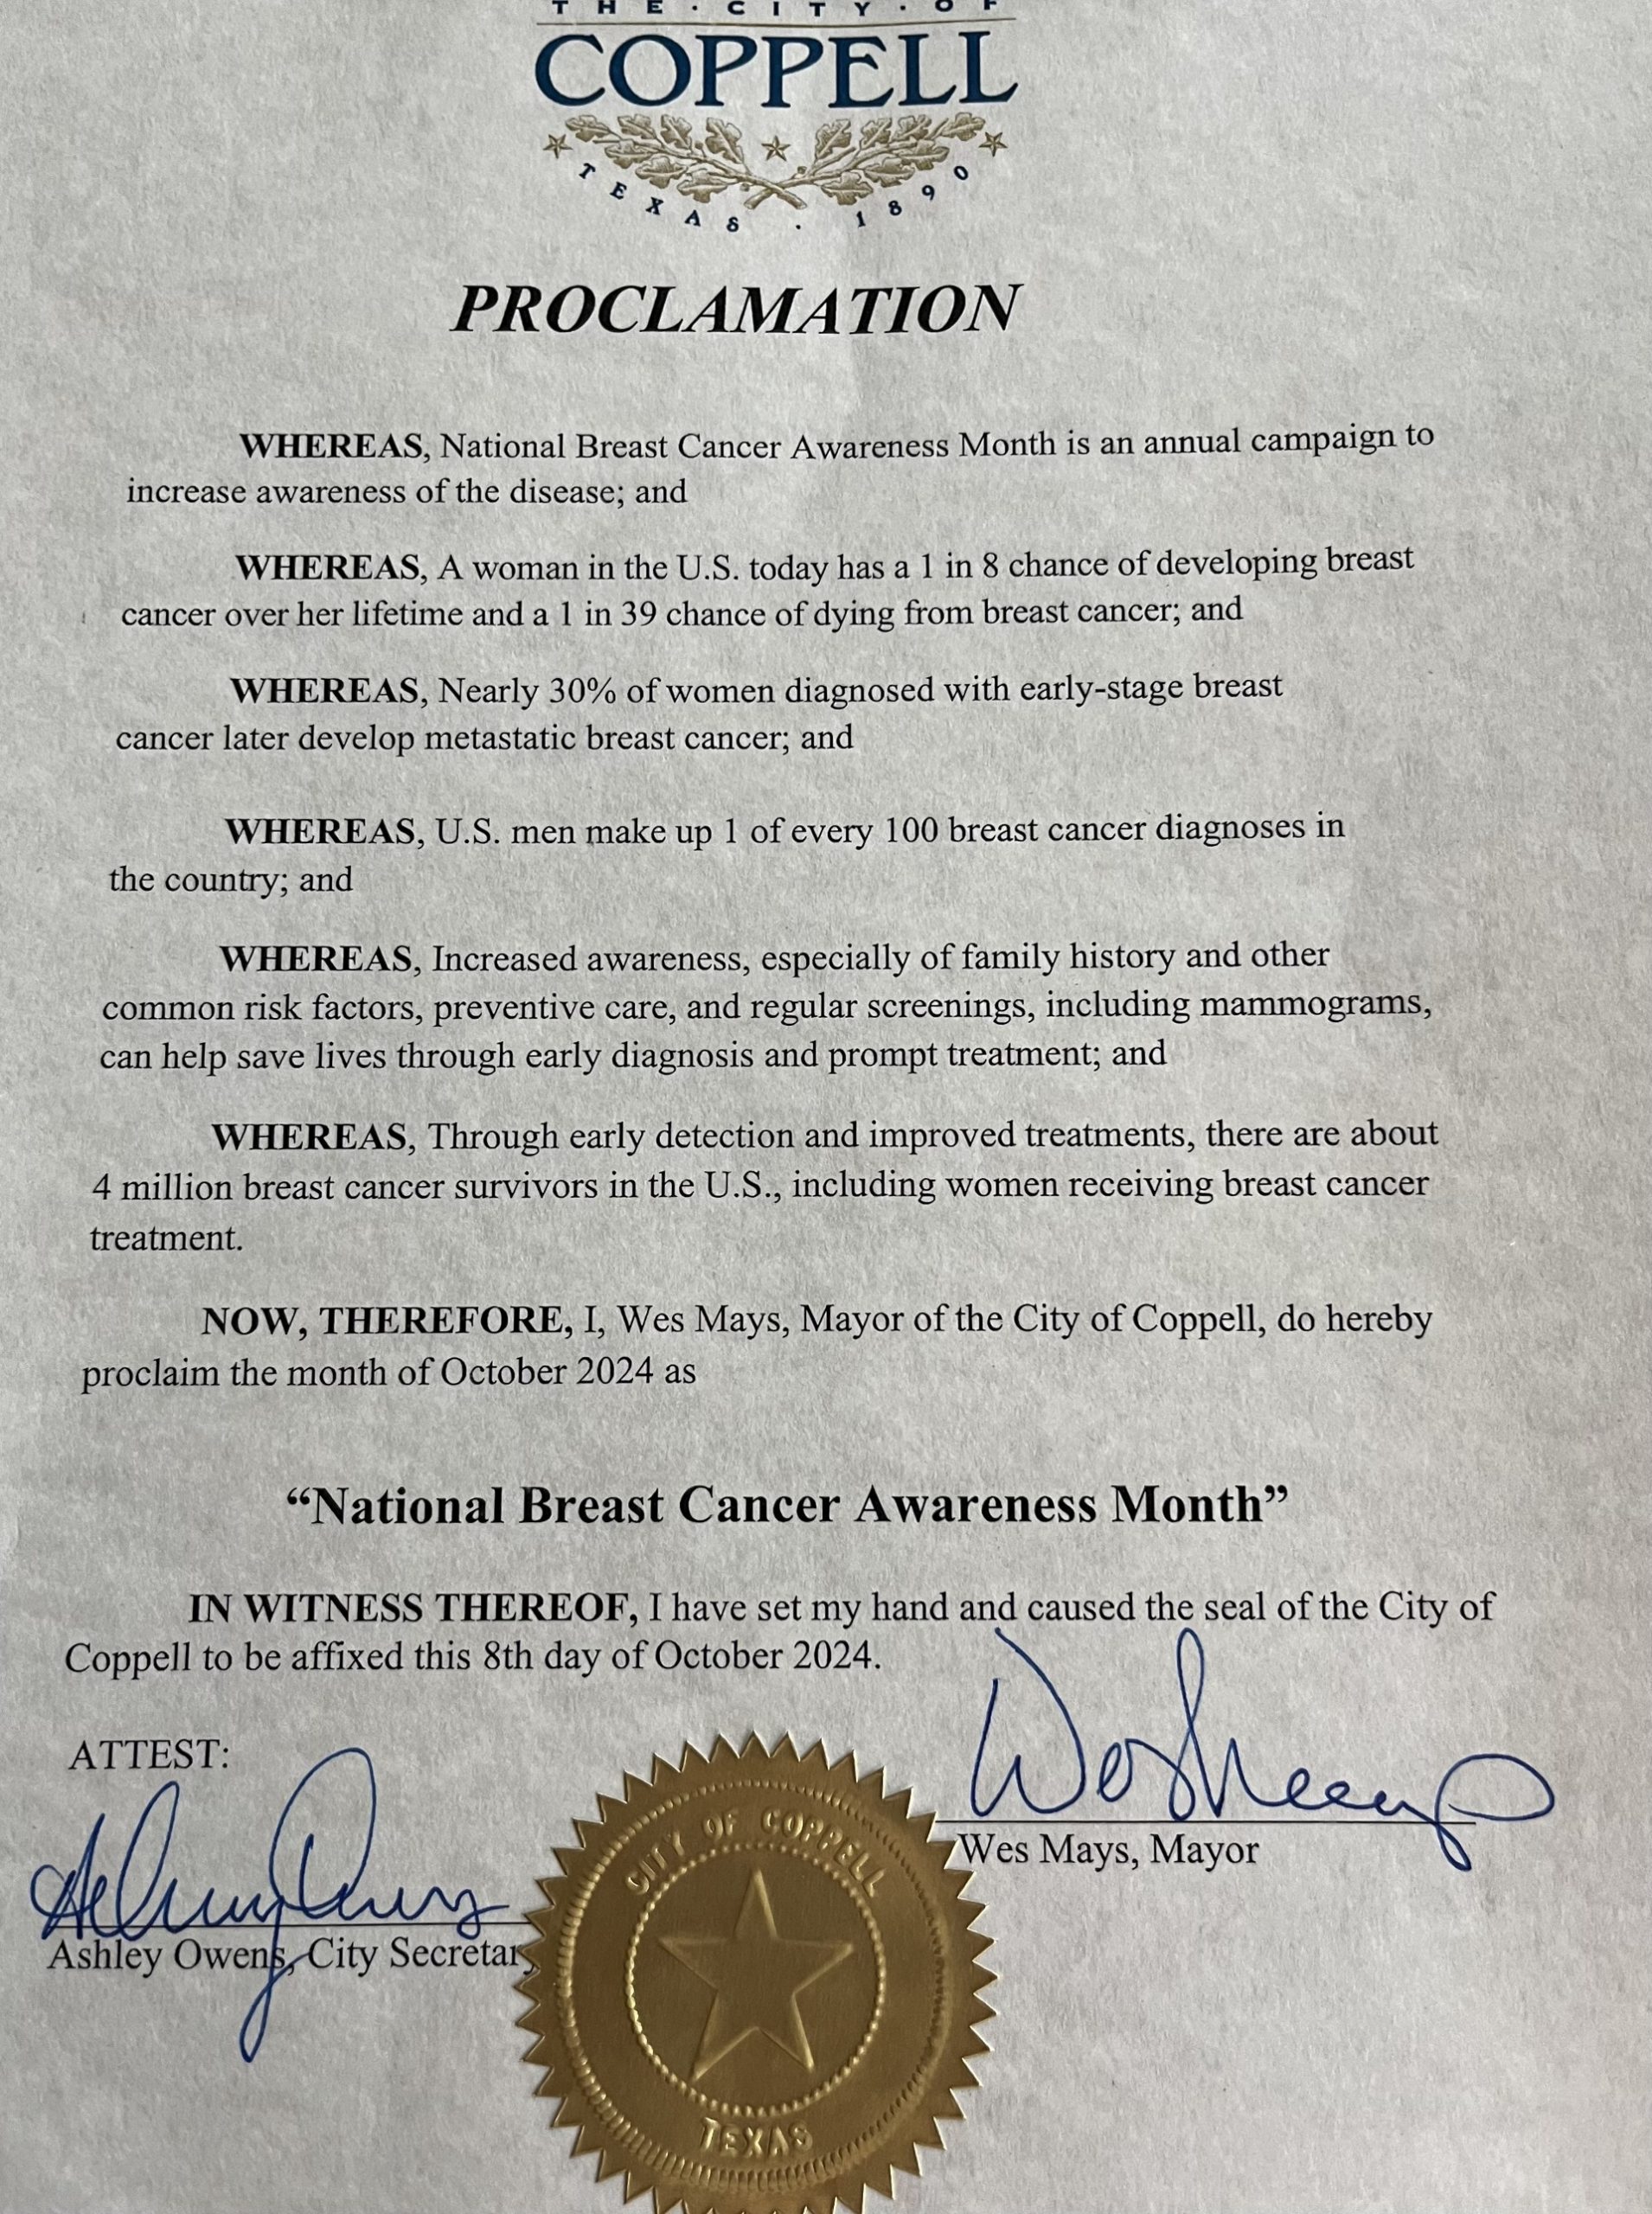 THE·CITY·OF
COPPELL
TEXAS · 1890
PROCLAMATION
WHEREAS, National Breast Cancer Awareness Month is an annual campaign to
increase awareness of the disease; and
WHEREAS, A woman in the U.S. today has a 1 in 8 chance of developing breast
cancer over her lifetime and a 1 in 39 chance of dying from breast cancer; and
WHEREAS, Nearly 30% of women diagnosed with early-stage breast
cancer later develop metastatic breast cancer; and
WHEREAS, U.S. men make up 1 of every 100 breast cancer diagnoses in
the country; and
WHEREAS, Increased awareness, especially of family history and other
common risk factors, preventive care, and regular screenings, including mammograms,
can help save lives through early diagnosis and prompt treatment; and
WHEREAS, Through early detection and improved treatments, there are about
4 million breast cancer survivors in the U.S., including women receiving breast cancer
treatment.
NOW, THEREFORE, I, Wes Mays, Mayor of the City of Coppell, do hereby
proclaim the month of October 2024 as
“National Breast Cancer Awareness Month”
IN WITNESS THEREOF, I have set my hand and caused the seal of the City of
Coppell to be affixed this 8th day of October 2024.
ATTEST:
Wes Mays
Wes Mays, Mayor
Ashley Owens
Ashley Owens, City Secretary
CITY OF COPPELL
TEXAS